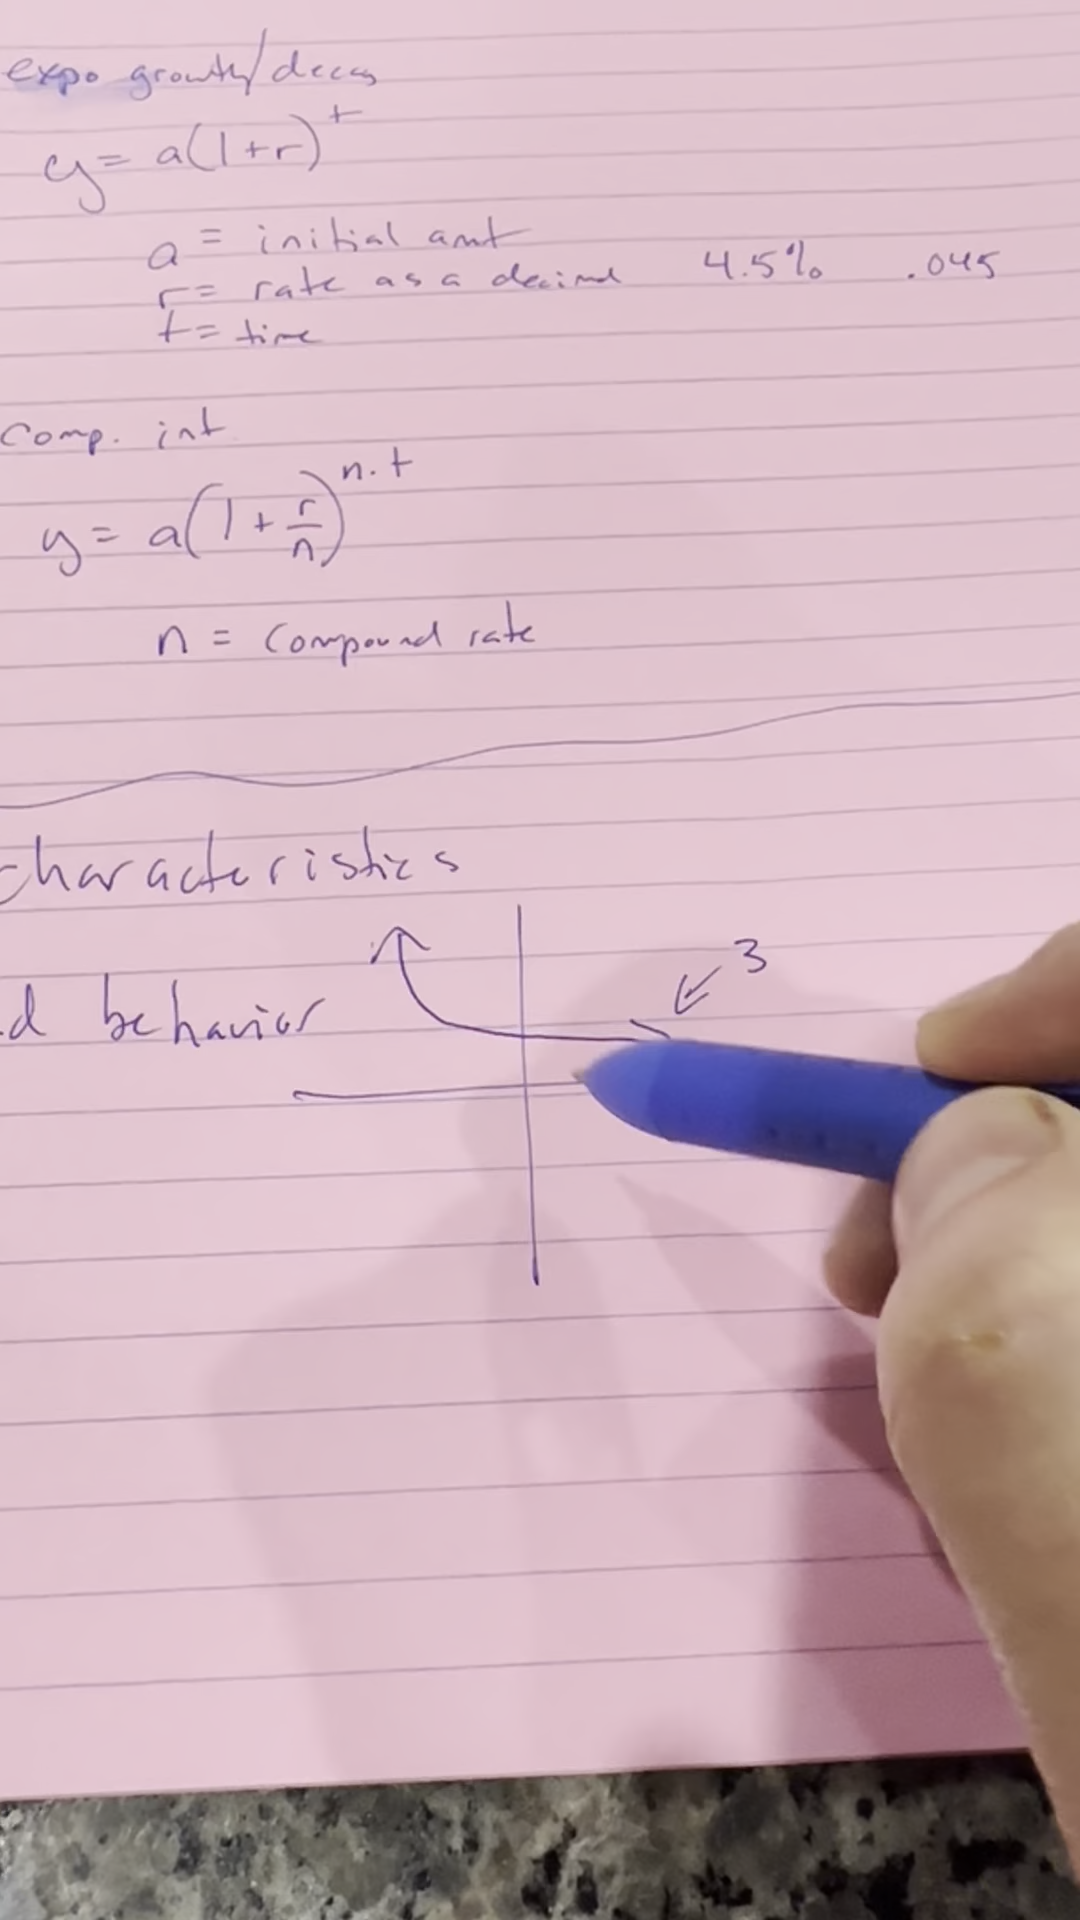 expo growth/decay
y = a(1+r)^t
a = initial amt
r = rate as a decimal 4.5% .045
t = time
Comp. int
y = a(1 + r/n)^n·t
n = compound rate
characteristics
d behavior
3